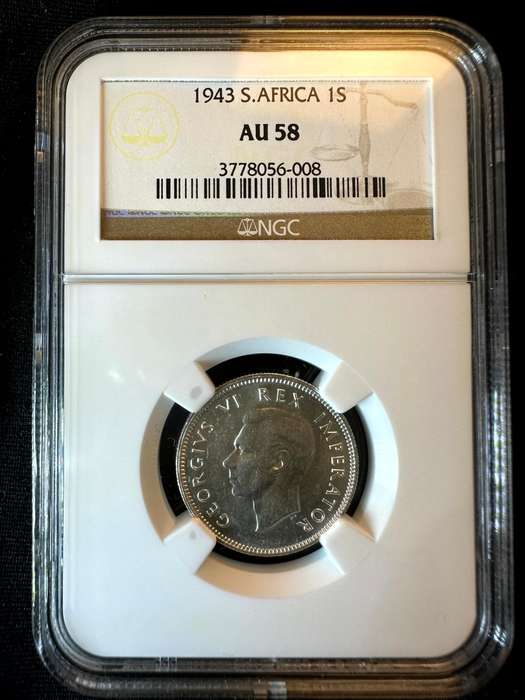 1943 S.AFRICA 1S
AU 58
3778056-008
NGC
GEORGIVS VI REX IMPERATOR